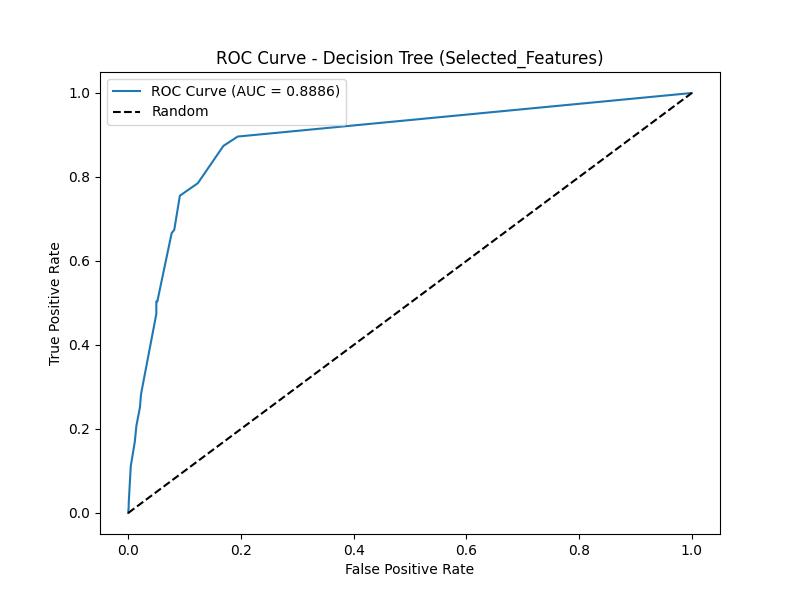 ROC Curve - Decision Tree (Selected_Features)
ROC Curve (AUC = 0.8886)
Random
True Positive Rate
1.0
0.8
0.6
0.4
0.2
0.0
0.0 0.2 0.4 0.6 0.8 1.0
False Positive Rate